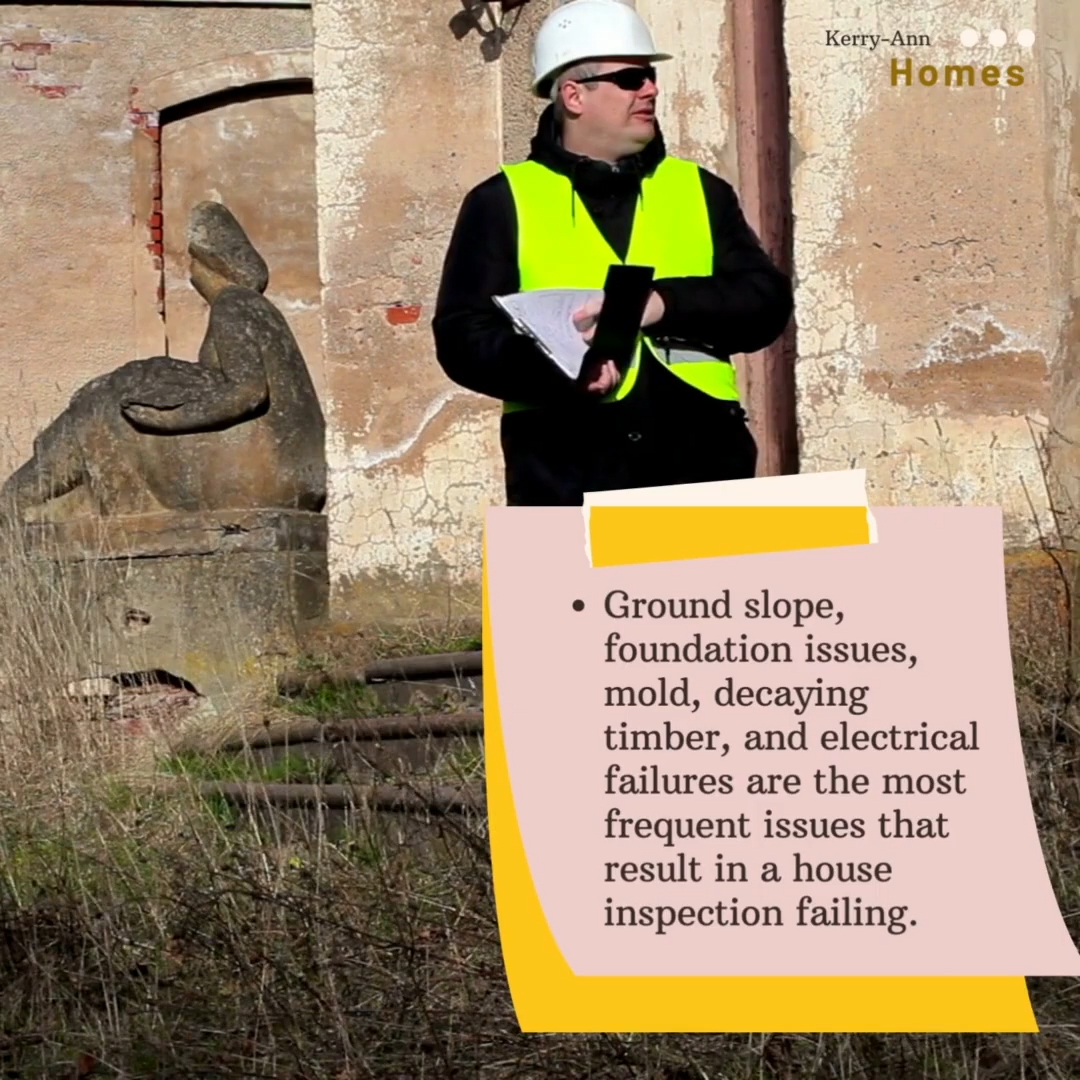 Kerry-Ann
Homes
• Ground slope,
foundation issues,
mold, decaying
timber, and electrical
failures are the most
frequent issues that
result in a house
inspection failing.